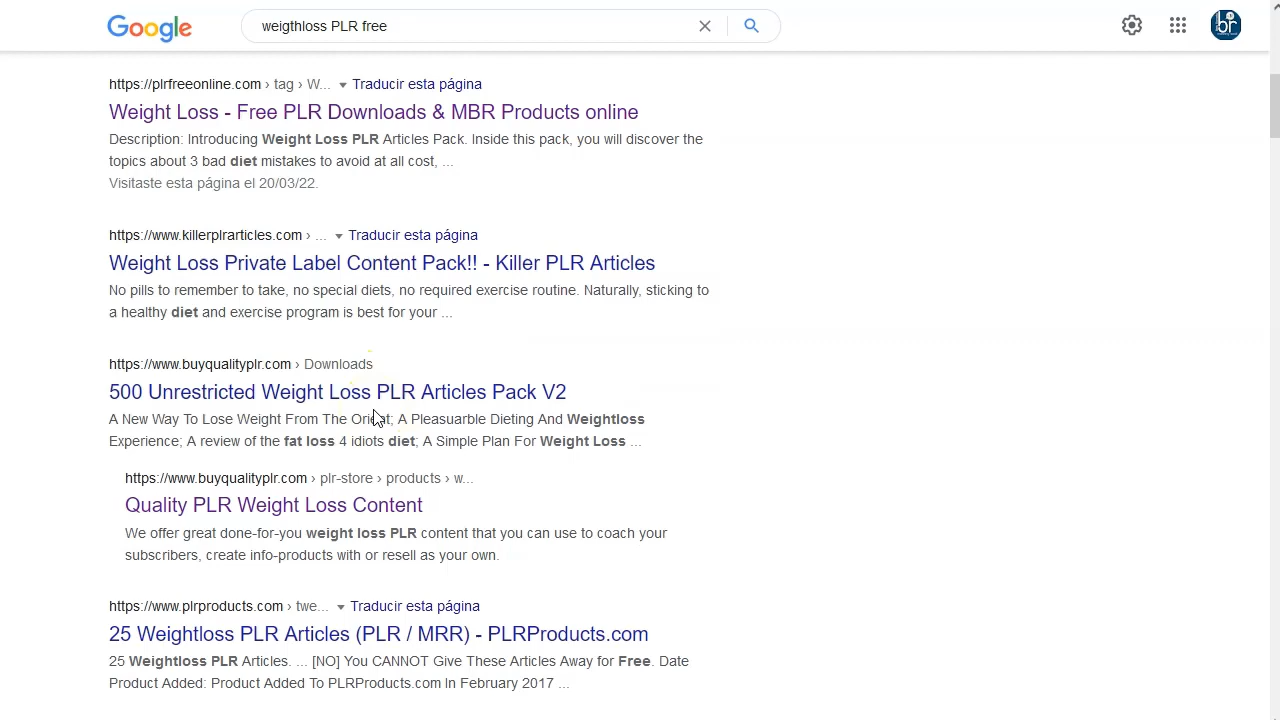 Google
weigthloss PLR free
br
https://plrfreeonline.com › tag › W... Traducir esta página
Weight Loss - Free PLR Downloads & MBR Products online
Description: Introducing Weight Loss PLR Articles Pack. Inside this pack, you will discover the
topics about 3 bad diet mistakes to avoid at all cost, ...
Visitaste esta página el 20/03/22.
https://www.killerplrarticles.com › ... Traducir esta página
Weight Loss Private Label Content Pack!! - Killer PLR Articles
No pills to remember to take, no special diets, no required exercise routine. Naturally, sticking to
a healthy diet and exercise program is best for your ...
https://www.buyqualityplr.com › Downloads
500 Unrestricted Weight Loss PLR Articles Pack V2
A New Way To Lose Weight From The Orient; A Pleasuarble Dieting And Weightloss
Experience; A review of the fat loss 4 idiots diet; A Simple Plan For Weight Loss ...
https://www.buyqualityplr.com › plr-store › products › w...
Quality PLR Weight Loss Content
We offer great done-for-you weight loss PLR content that you can use to coach your
subscribers, create info-products with or resell as your own.
https://www.plrproducts.com › twe... Traducir esta página
25 Weightloss PLR Articles (PLR / MRR) - PLRProducts.com
25 Weightloss PLR Articles. ... [NO] You CANNOT Give These Articles Away for Free. Date
Product Added: Product Added To PLRProducts.com In February 2017 ...